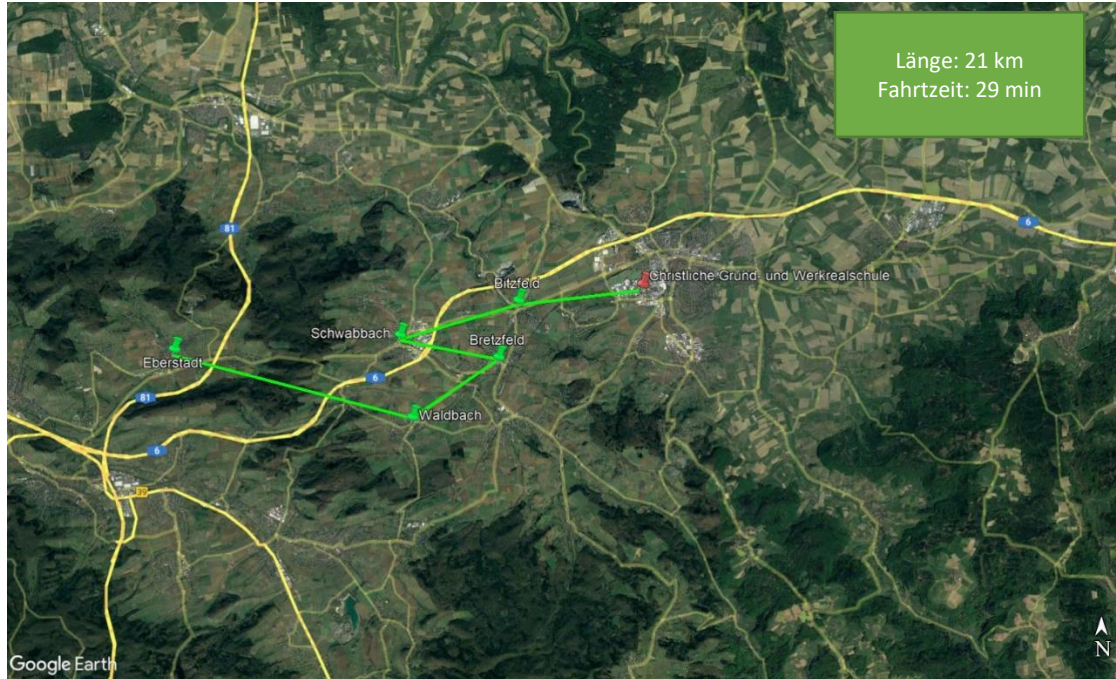 Länge: 21 km
Fahrtzeit: 29 min
81
6
Christliche Grund- und Werkrealschule
Bitzfeld
Schwabbach
Bretzfeld
Eberstadt
6
81
Waldbach
6
39
Google Earth
N